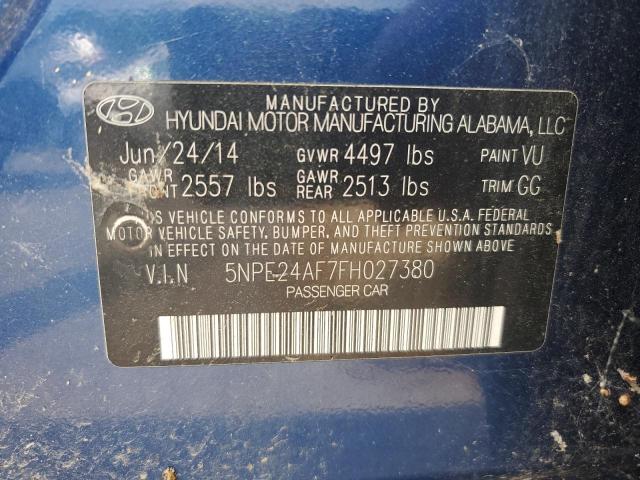 MANUFACTURED BY
HYUNDAI MOTOR MANUFACTURING ALABAMA, LLC
Jun/24/14 GVWR 4497 lbs PAINT VU
GAWR FRONT 2557 lbs GAWR REAR 2513 lbs TRIM GG
VEHICLE CONFORMS TO ALL APPLICABLE U.S.A. FEDERAL
MOTOR VEHICLE SAFETY, BUMPER, AND THEFT PREVENTION STANDARDS
IN EFFECT ON THE DATE OF MANUFACTURE SHOWN ABOVE.
V.I.N 5NPE24AF7FH027380
PASSENGER CAR